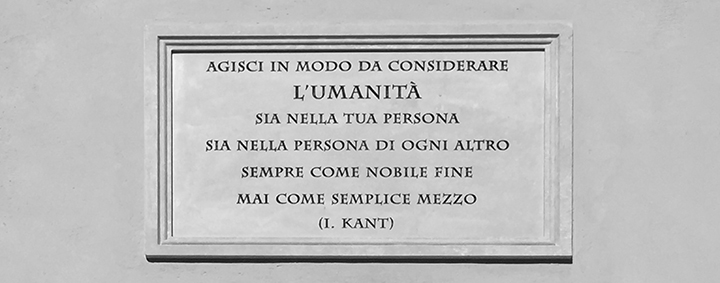 AGISCI IN MODO DA CONSIDERARE
L'UMANITÀ
SIA NELLA TUA PERSONA
SIA NELLA PERSONA DI OGNI ALTRO
SEMPRE COME NOBILE FINE
MAI COME SEMPLICE MEZZO
(I. KANT)